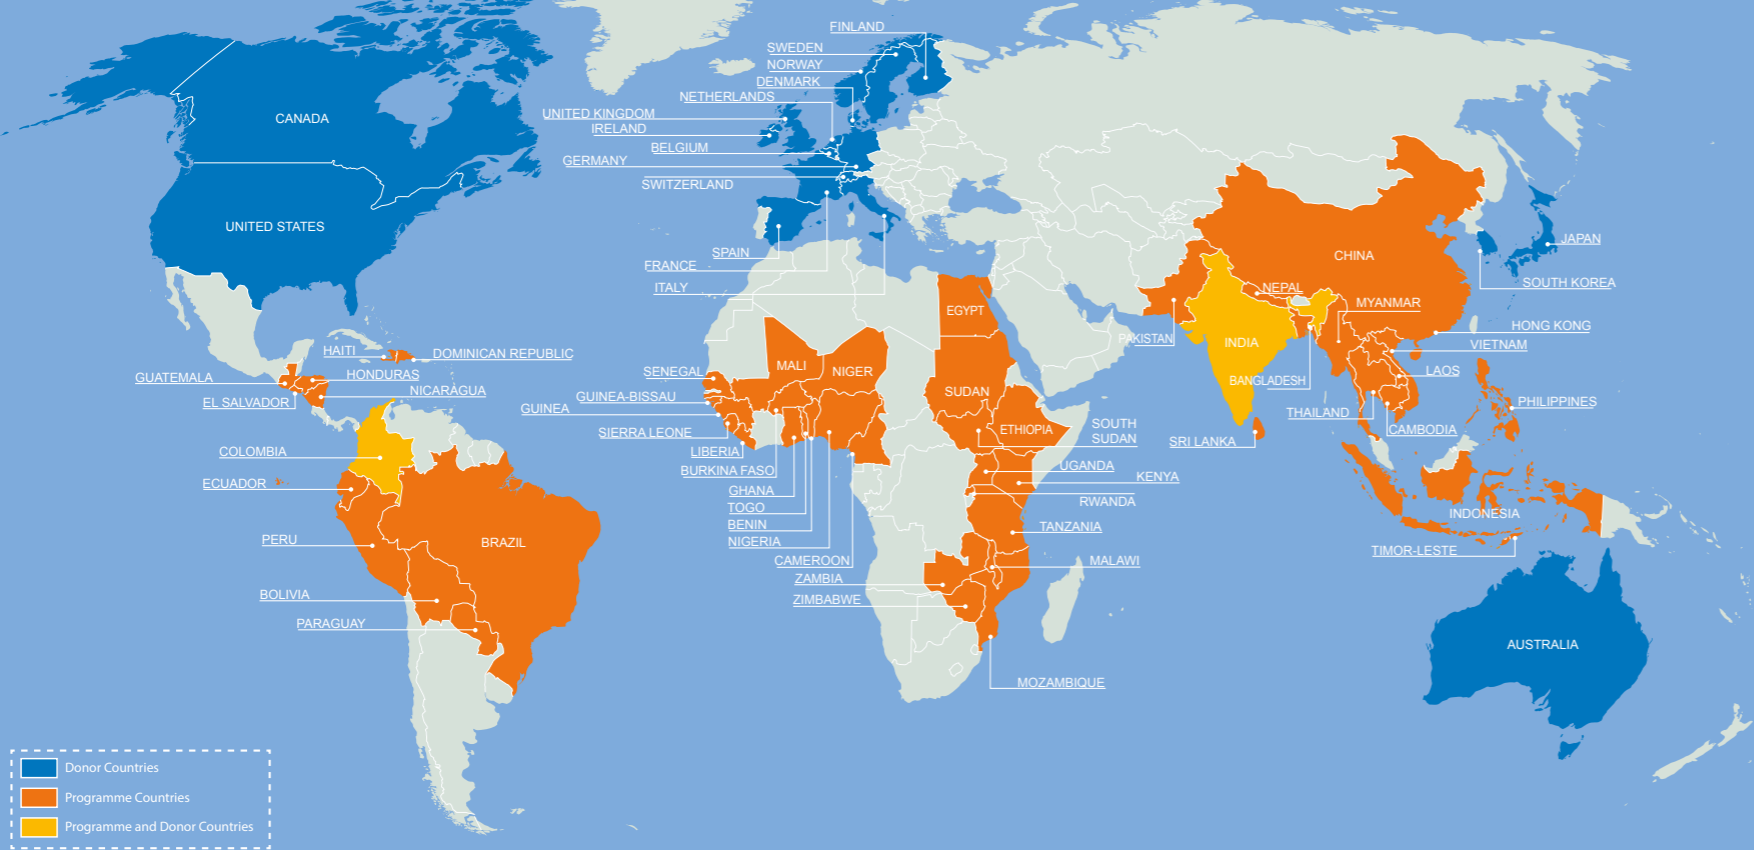 FINLAND
SWEDEN
NORWAY
DENMARK
NETHERLANDS
UNITED KINGDOM
IRELAND
BELGIUM
GERMANY
SWITZERLAND
SPAIN
FRANCE
ITALY
CANADA
UNITED STATES
HAITI
DOMINICAN REPUBLIC
GUATEMALA
HONDURAS
NICARAGUA
EL SALVADOR
COLOMBIA
ECUADOR
PERU
BRAZIL
BOLIVIA
PARAGUAY
EGYPT
MALI
NIGER
SUDAN
ETHIOPIA
SOUTH
SUDAN
SENEGAL
GUINEA-BISSAU
GUINEA
SIERRA LEONE
LIBERIA
BURKINA FASO
GHANA
TOGO
BENIN
NIGERIA
CAMEROON
ZAMBIA
ZIMBABWE
UGANDA
KENYA
RWANDA
TANZANIA
MALAWI
MOZAMBIQUE
CHINA
JAPAN
SOUTH KOREA
NEPAL
MYANMAR
HONG KONG
PAKISTAN
INDIA
VIETNAM
LAOS
BANGLADESH
THAILAND
PHILIPPINES
CAMBODIA
SRI LANKA
INDONESIA
TIMOR-LESTE
AUSTRALIA
Donor Countries
Programme Countries
Programme and Donor Countries